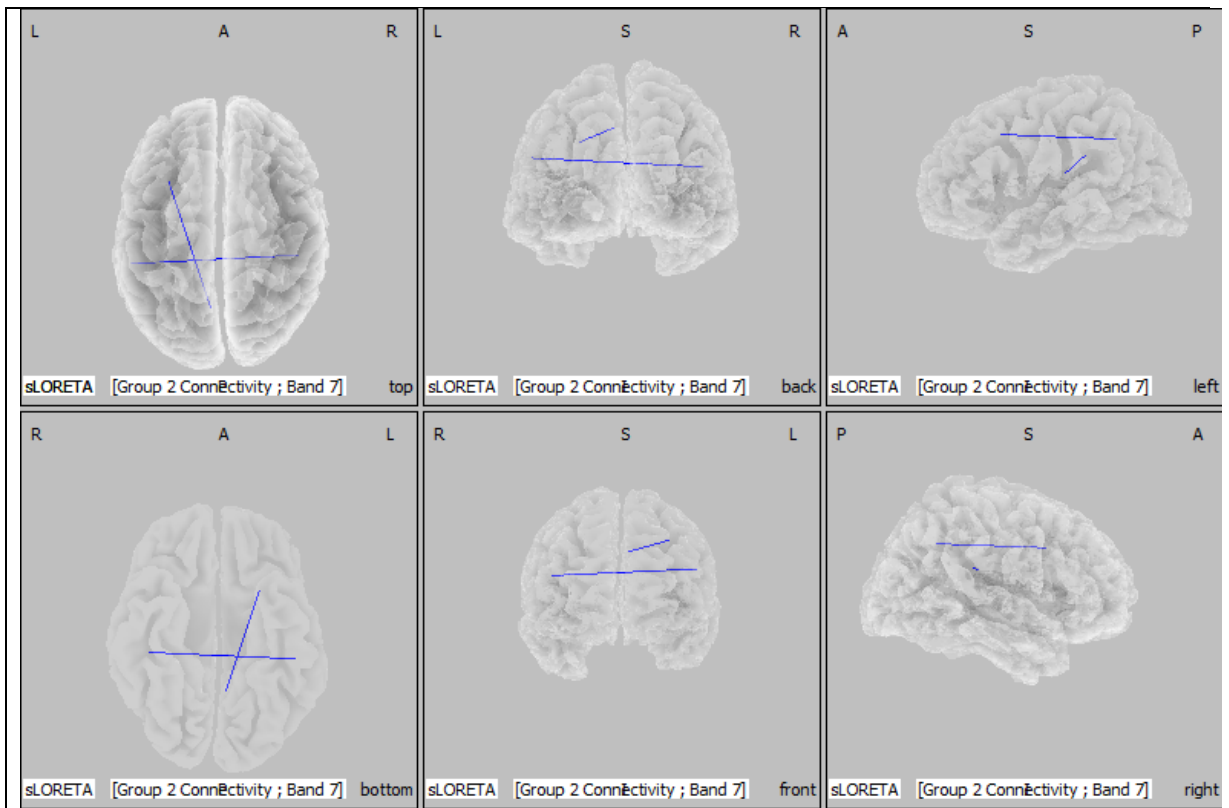 L A R
sLORETA [Group 2 Connectivity ; Band 7] top
L S R
sLORETA [Group 2 Connectivity ; Band 7] back
A S P
sLORETA [Group 2 Connectivity ; Band 7] left
R A L
sLORETA [Group 2 Connectivity ; Band 7] bottom
R S L
sLORETA [Group 2 Connectivity ; Band 7] front
P S A
sLORETA [Group 2 Connectivity ; Band 7] right